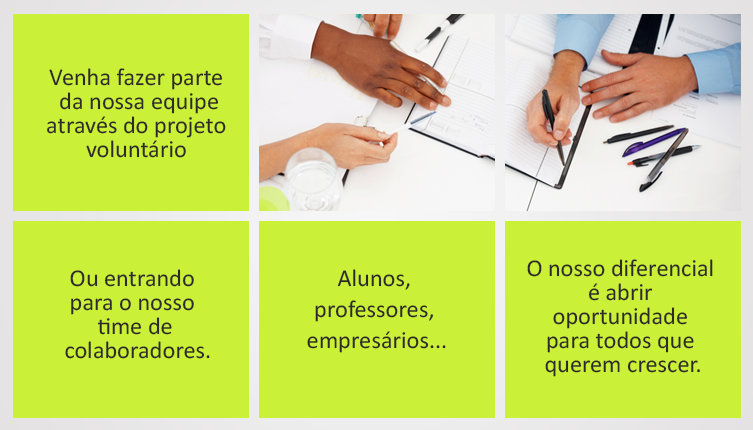 Venha fazer parte
da nossa equipe
através do projeto
voluntário
Ou entrando
para o nosso
time de
colaboradores.
Alunos,
professores,
empresários...
O nosso diferencial
é abrir
oportunidade
para todos que
querem crescer.